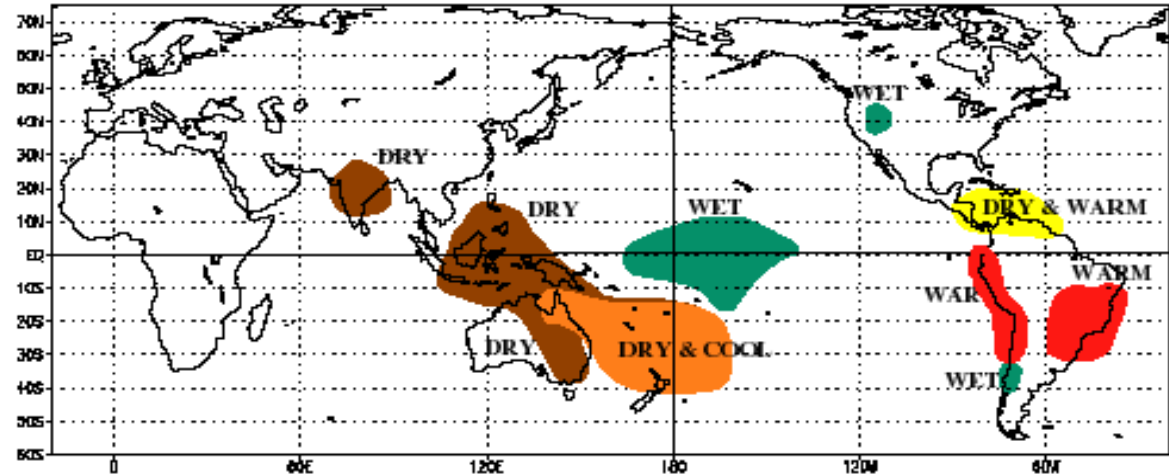 70N
60N
50N
WET
40N
30N
DRY
20N
DRY
WET
DRY & WARM
10N
EQ
WARM
10S
WAR
20S
DRY
DRY & COOL
30S
WET
40S
50S
60S
0
60E
120E
180
120W
60W